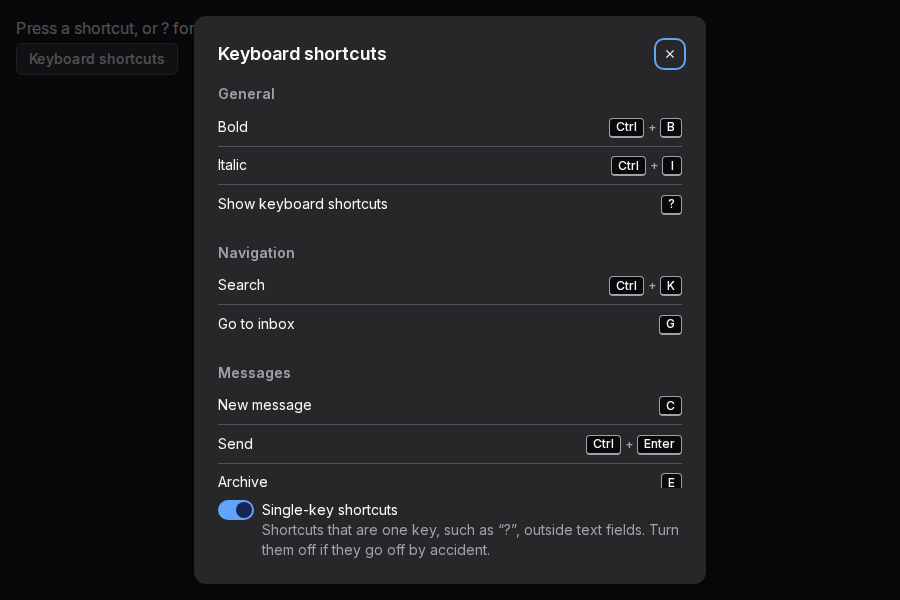 Press a shortcut, or ? for
Keyboard shortcuts
Keyboard shortcuts
General
Bold Ctrl + B
Italic Ctrl + I
Show keyboard shortcuts ?
Navigation
Search Ctrl + K
Go to inbox G
Messages
New message C
Send Ctrl + Enter
Archive E
Single-key shortcuts
Shortcuts that are one key, such as “?”, outside text fields. Turn
them off if they go off by accident.